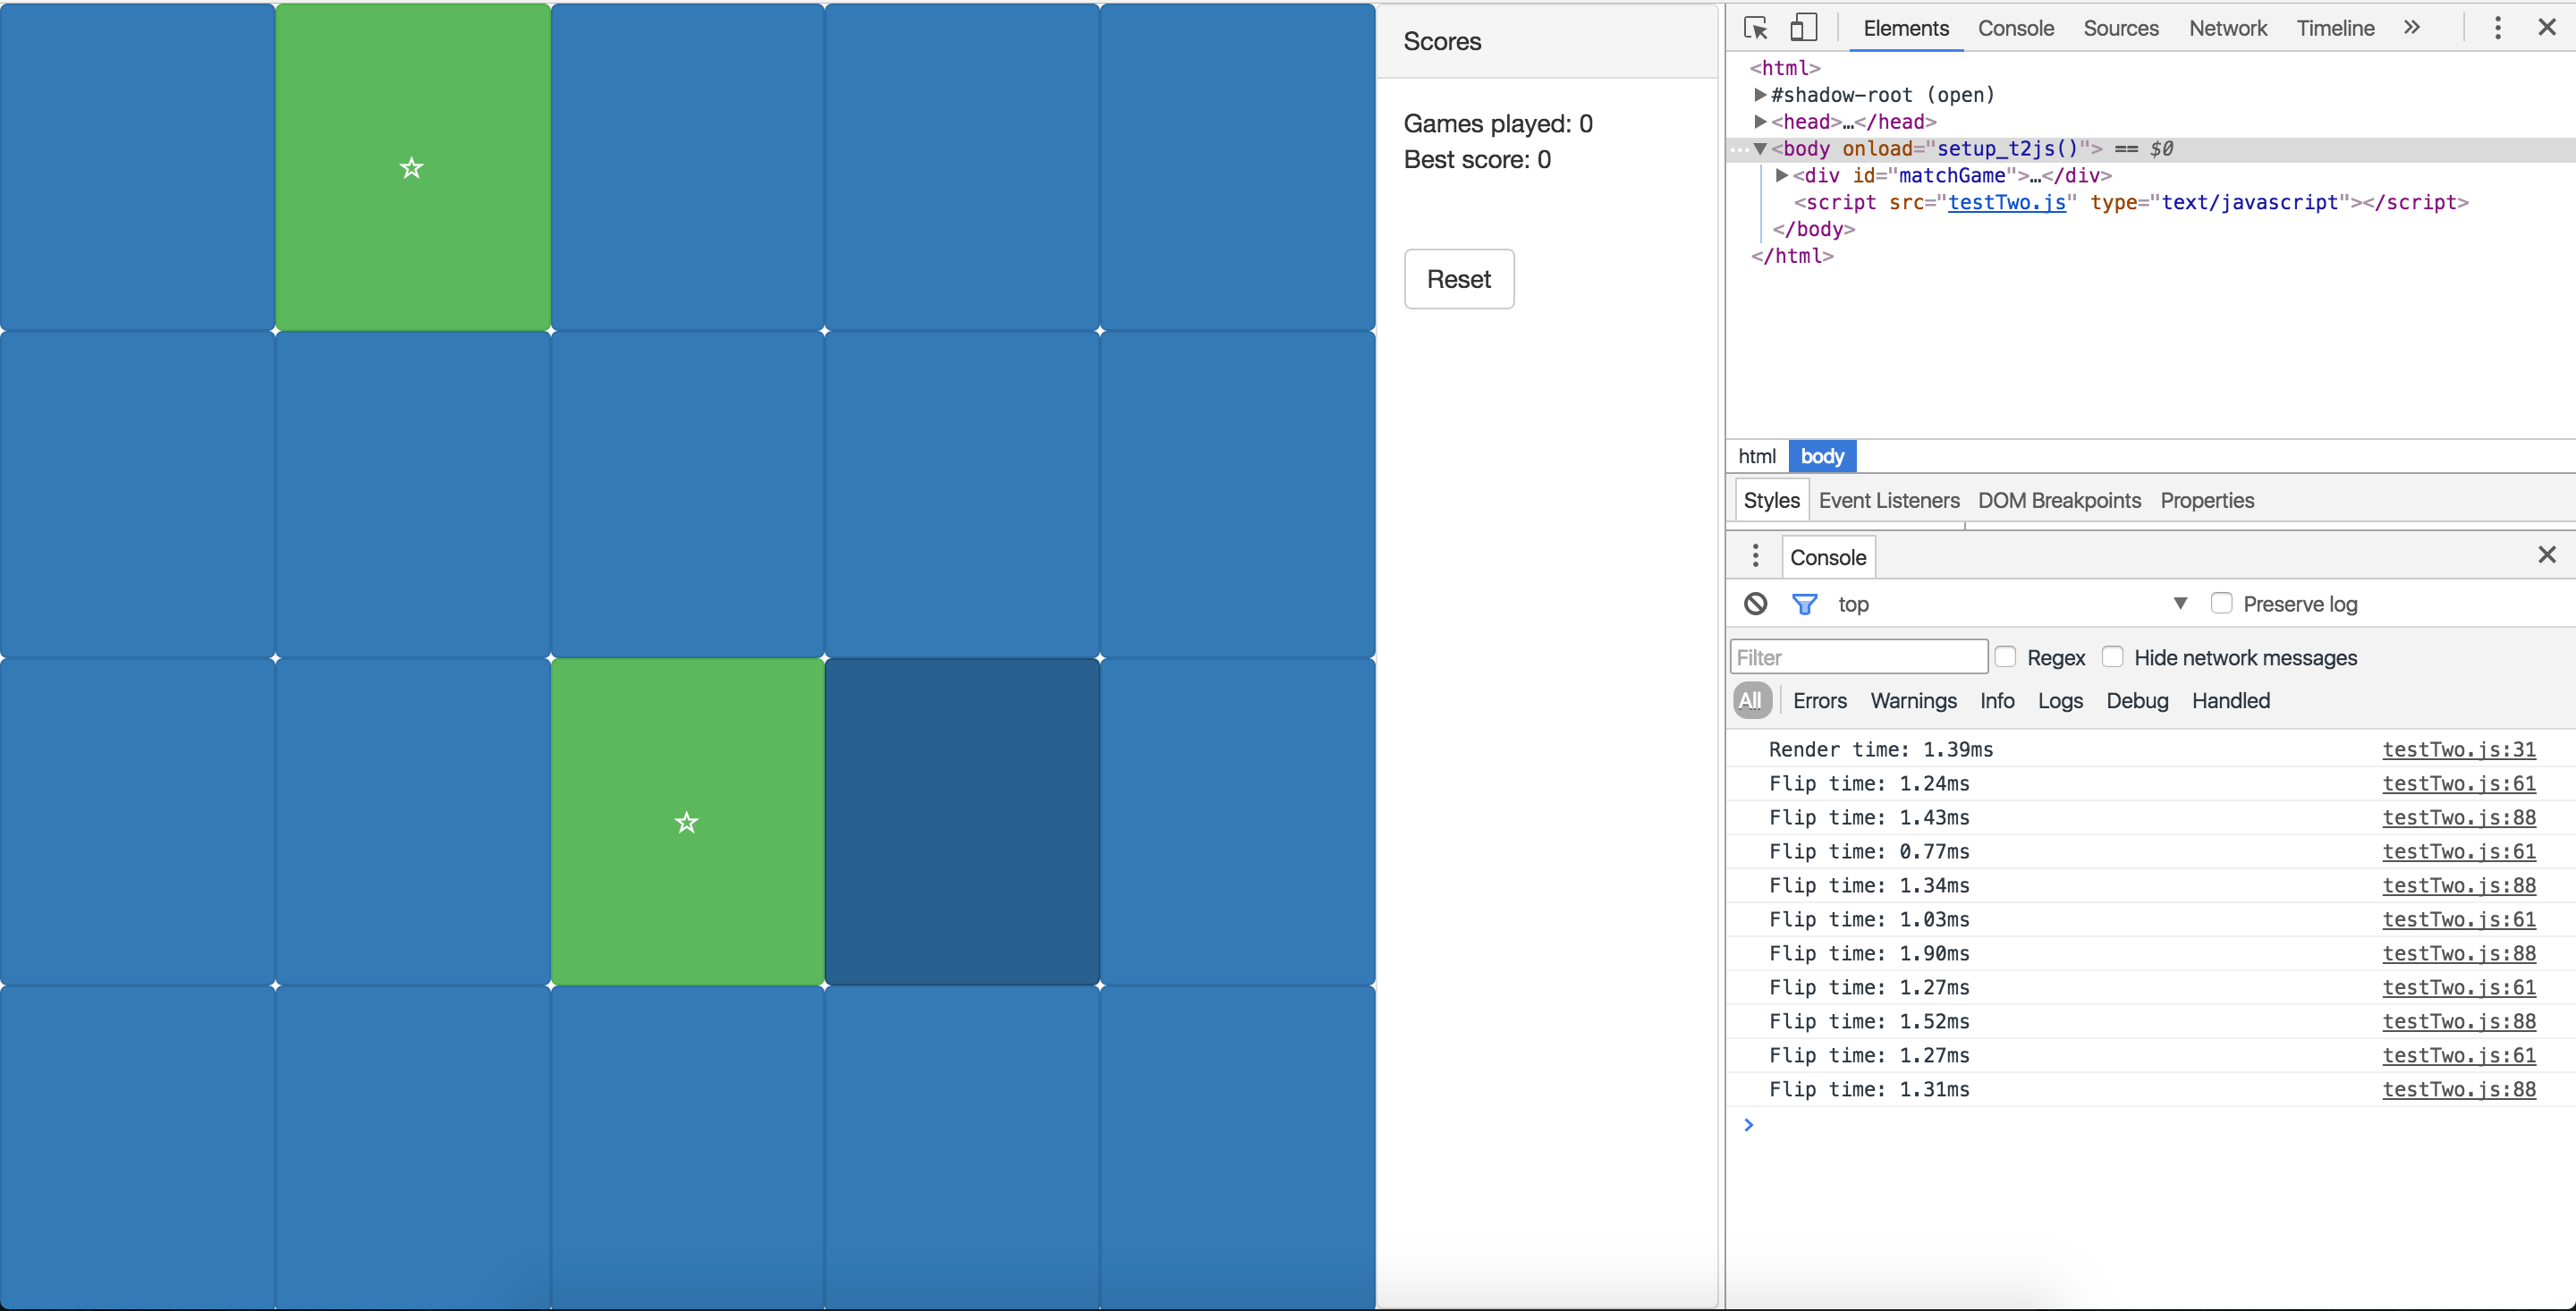 Scores
Games played: 0
Best score: 0
Reset
Elements Console Sources Network Timeline »
<html>
▶#shadow-root (open)
▶<head>…</head>
…▼<body onload="setup_t2js()"> == $0
▶<div id="matchGame">…</div>
<script src="testTwo.js" type="text/javascript"></script>
</body>
</html>
html body
Styles Event Listeners DOM Breakpoints Properties
Console
top ▼ Preserve log
Filter Regex Hide network messages
All Errors Warnings Info Logs Debug Handled
Render time: 1.39ms testTwo.js:31
Flip time: 1.24ms testTwo.js:61
Flip time: 1.43ms testTwo.js:88
Flip time: 0.77ms testTwo.js:61
Flip time: 1.34ms testTwo.js:88
Flip time: 1.03ms testTwo.js:61
Flip time: 1.90ms testTwo.js:88
Flip time: 1.27ms testTwo.js:61
Flip time: 1.52ms testTwo.js:88
Flip time: 1.27ms testTwo.js:61
Flip time: 1.31ms testTwo.js:88
>